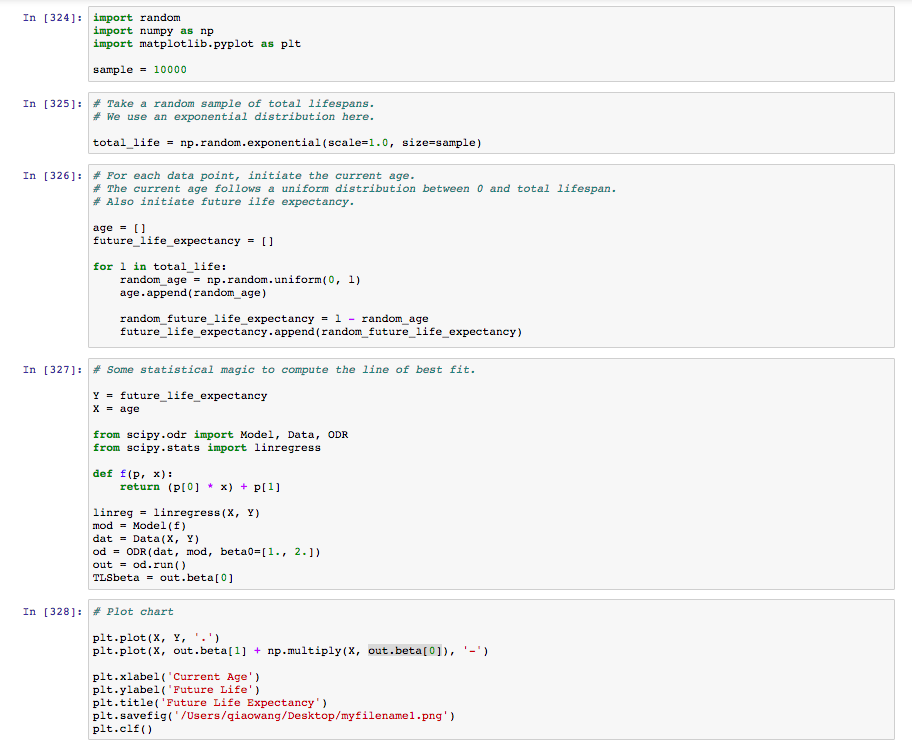 In [324]: import random
import numpy as np
import matplotlib.pyplot as plt
sample = 10000
In [325]: # Take a random sample of total lifespans.
# We use an exponential distribution here.
total_life = np.random.exponential(scale=1.0, size=sample)
In [326]: # For each data point, initiate the current age.
# The current age follows a uniform distribution between 0 and total lifespan.
# Also initiate future ilfe expectancy.
age = []
future_life_expectancy = []
for l in total_life:
    random_age = np.random.uniform(0, l)
    age.append(random_age)
    random_future_life_expectancy = l - random_age
    future_life_expectancy.append(random_future_life_expectancy)
In [327]: # Some statistical magic to compute the line of best fit.
Y = future_life_expectancy
X = age
from scipy.odr import Model, Data, ODR
from scipy.stats import linregress
def f(p, x):
    return (p[0] * x) + p[1]
linreg = linregress(X, Y)
mod = Model(f)
dat = Data(X, Y)
od = ODR(dat, mod, beta0=[1., 2.])
out = od.run()
TLSbeta = out.beta[0]
In [328]: # Plot chart
plt.plot(X, Y, '.')
plt.plot(X, out.beta[1] + np.multiply(X, out.beta[0]), '-')
plt.xlabel('Current Age')
plt.ylabel('Future Life')
plt.title('Future Life Expectancy')
plt.savefig('/Users/qiaowang/Desktop/myfilename1.png')
plt.clf()